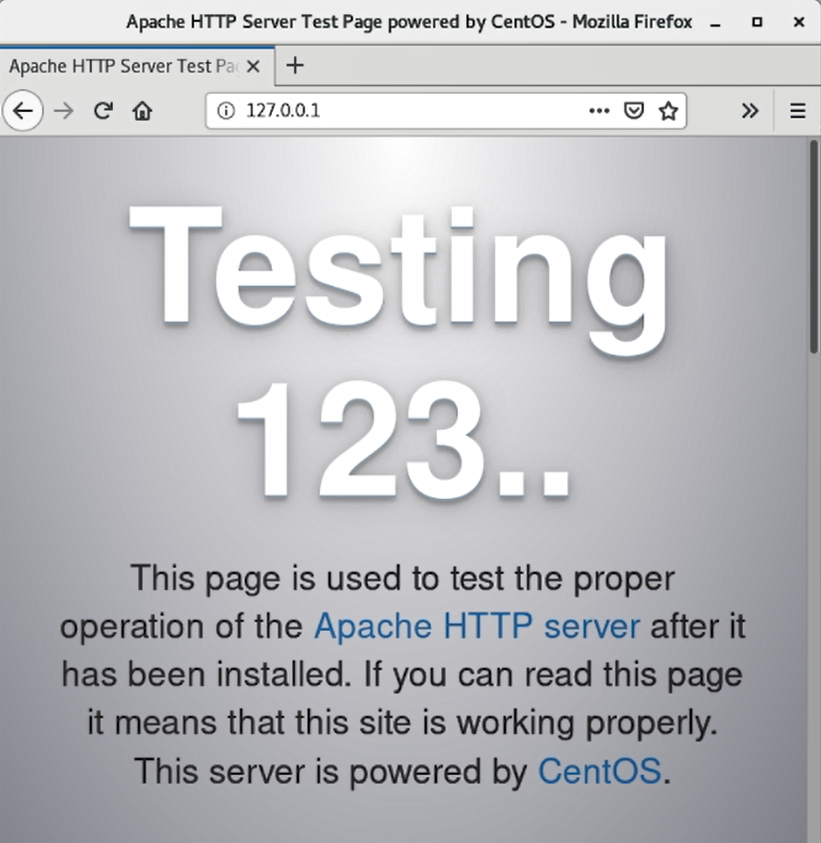 Apache HTTP Server Test Page powered by CentOS - Mozilla Firefox
Apache HTTP Server Test Pa
127.0.0.1
Testing
123..
This page is used to test the proper
operation of the Apache HTTP server after it
has been installed. If you can read this page
it means that this site is working properly.
This server is powered by CentOS.